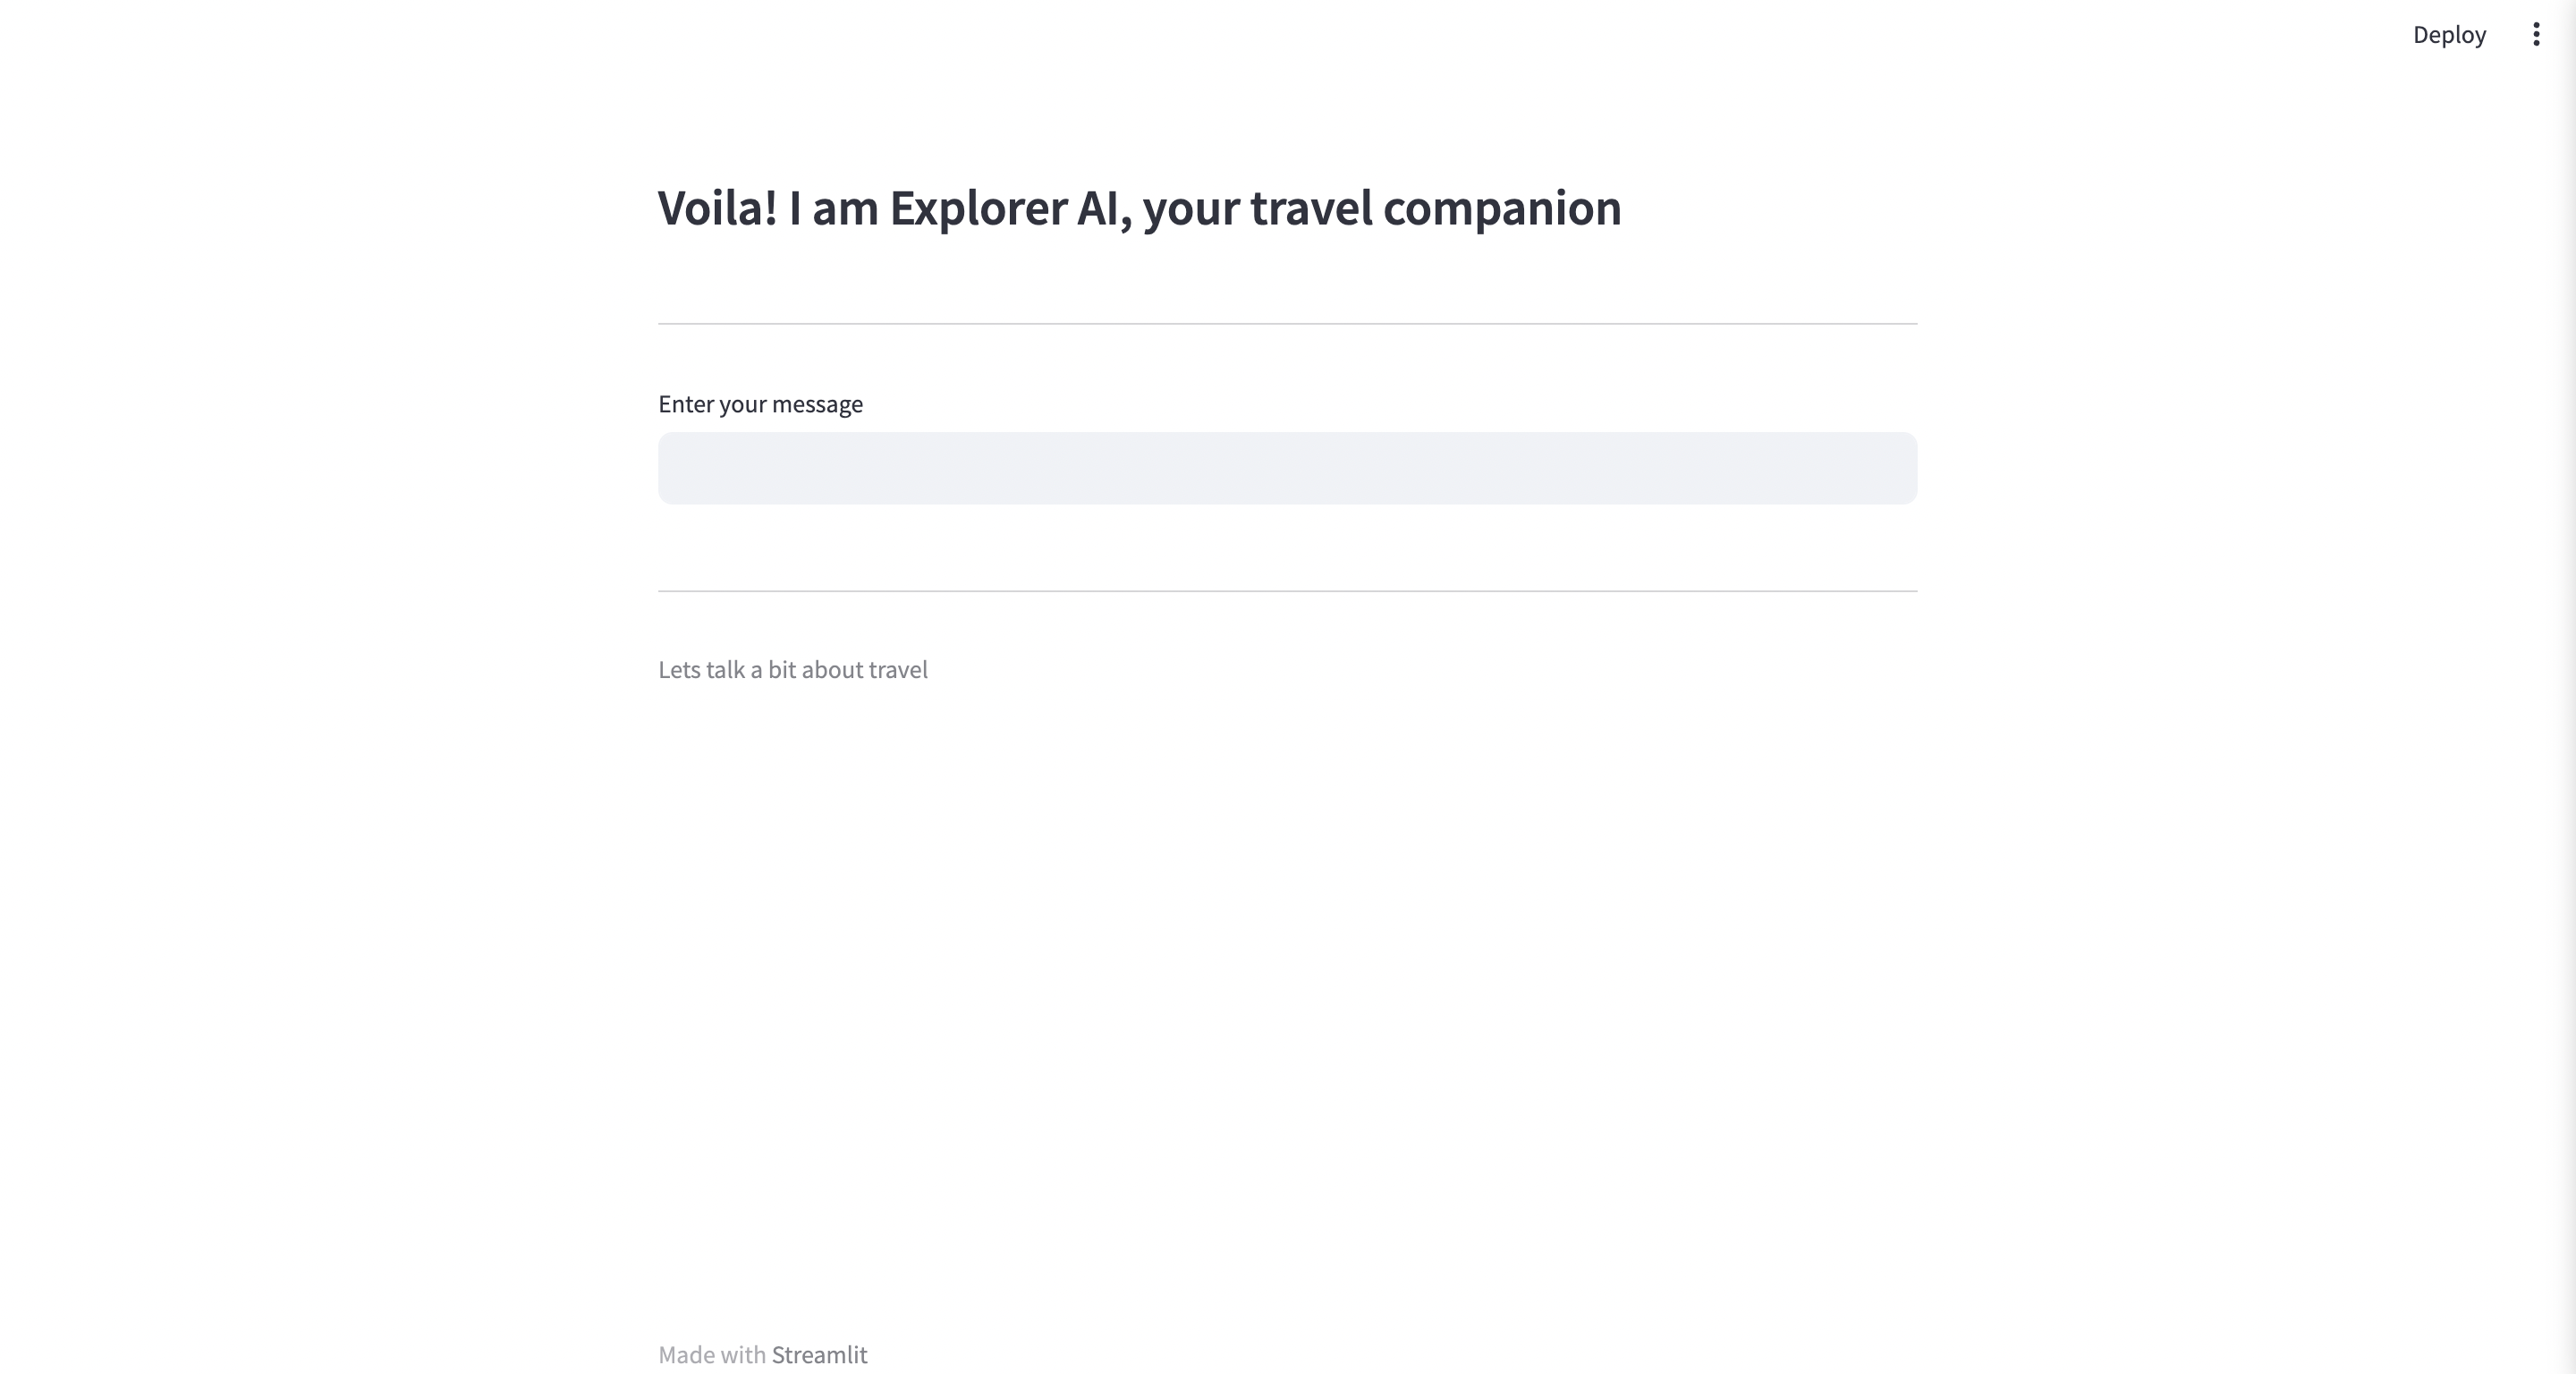 Deploy
Voila! I am Explorer AI, your travel companion
Enter your message
Lets talk a bit about travel
Made with Streamlit